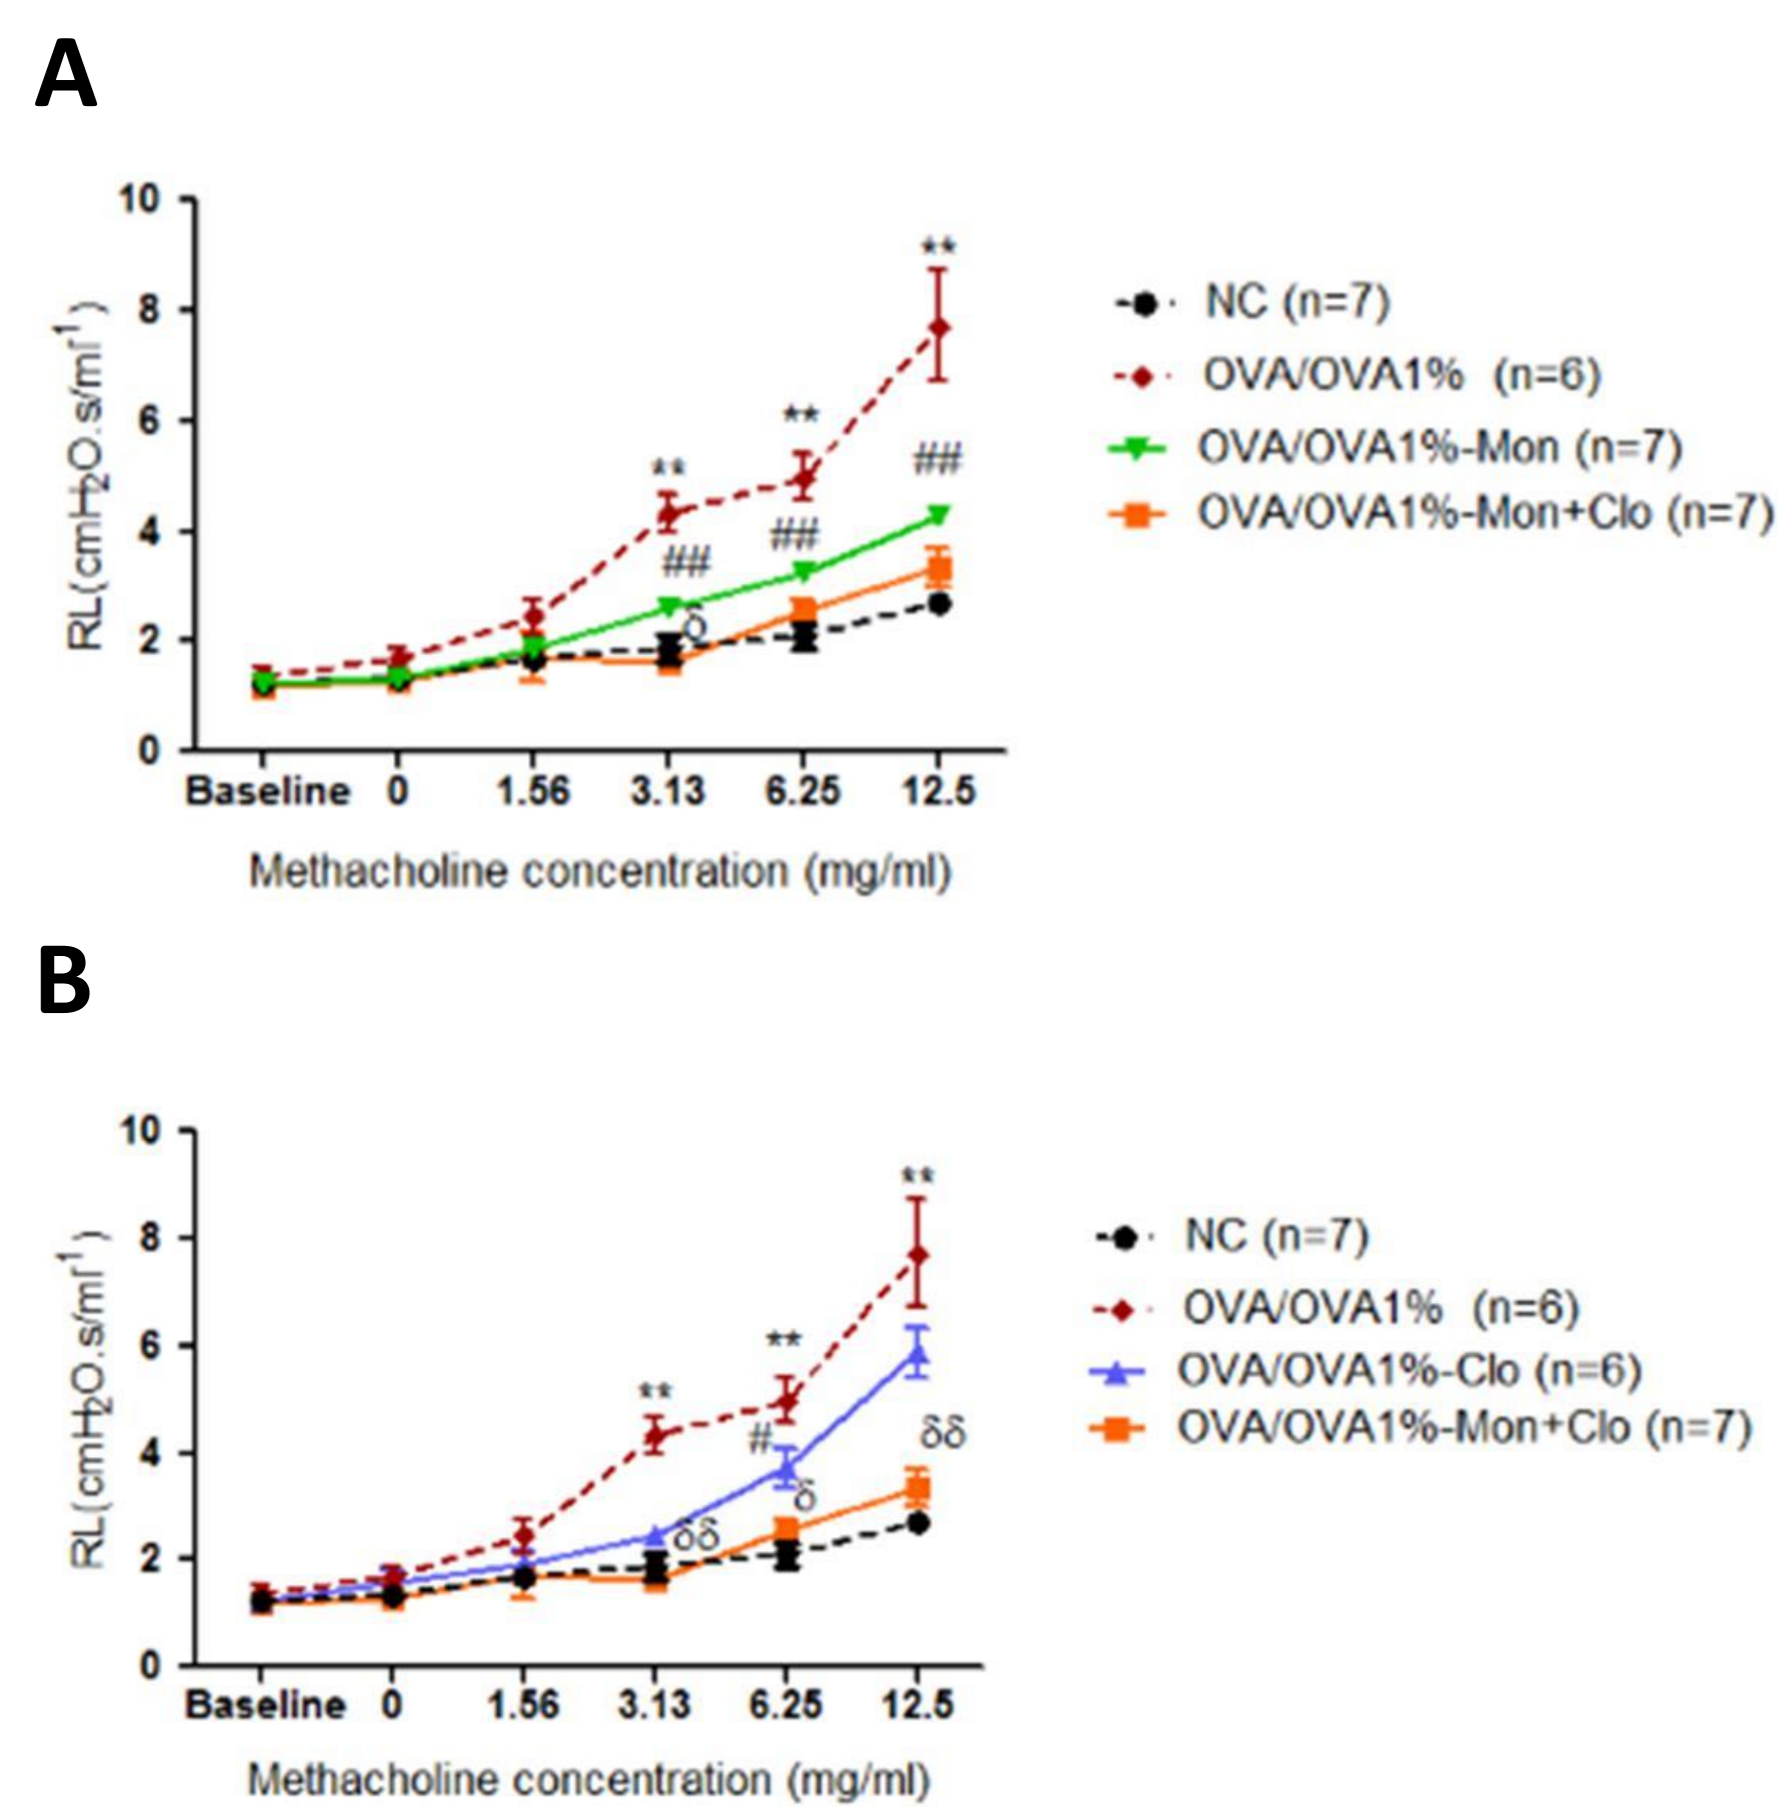 A
10
8
6
4
2
0
RL(cmH₂O.s/ml⁻¹)
**
**
**
##
##
##
δ
Baseline 0 1.56 3.13 6.25 12.5
Methacholine concentration (mg/ml)
NC (n=7)
OVA/OVA1% (n=6)
OVA/OVA1%-Mon (n=7)
OVA/OVA1%-Mon+Clo (n=7)
B
10
8
6
4
2
0
RL(cmH₂O.s/ml⁻¹)
**
**
**
#
δδ
δ
δδ
Baseline 0 1.56 3.13 6.25 12.5
Methacholine concentration (mg/ml)
NC (n=7)
OVA/OVA1% (n=6)
OVA/OVA1%-Clo (n=6)
OVA/OVA1%-Mon+Clo (n=7)